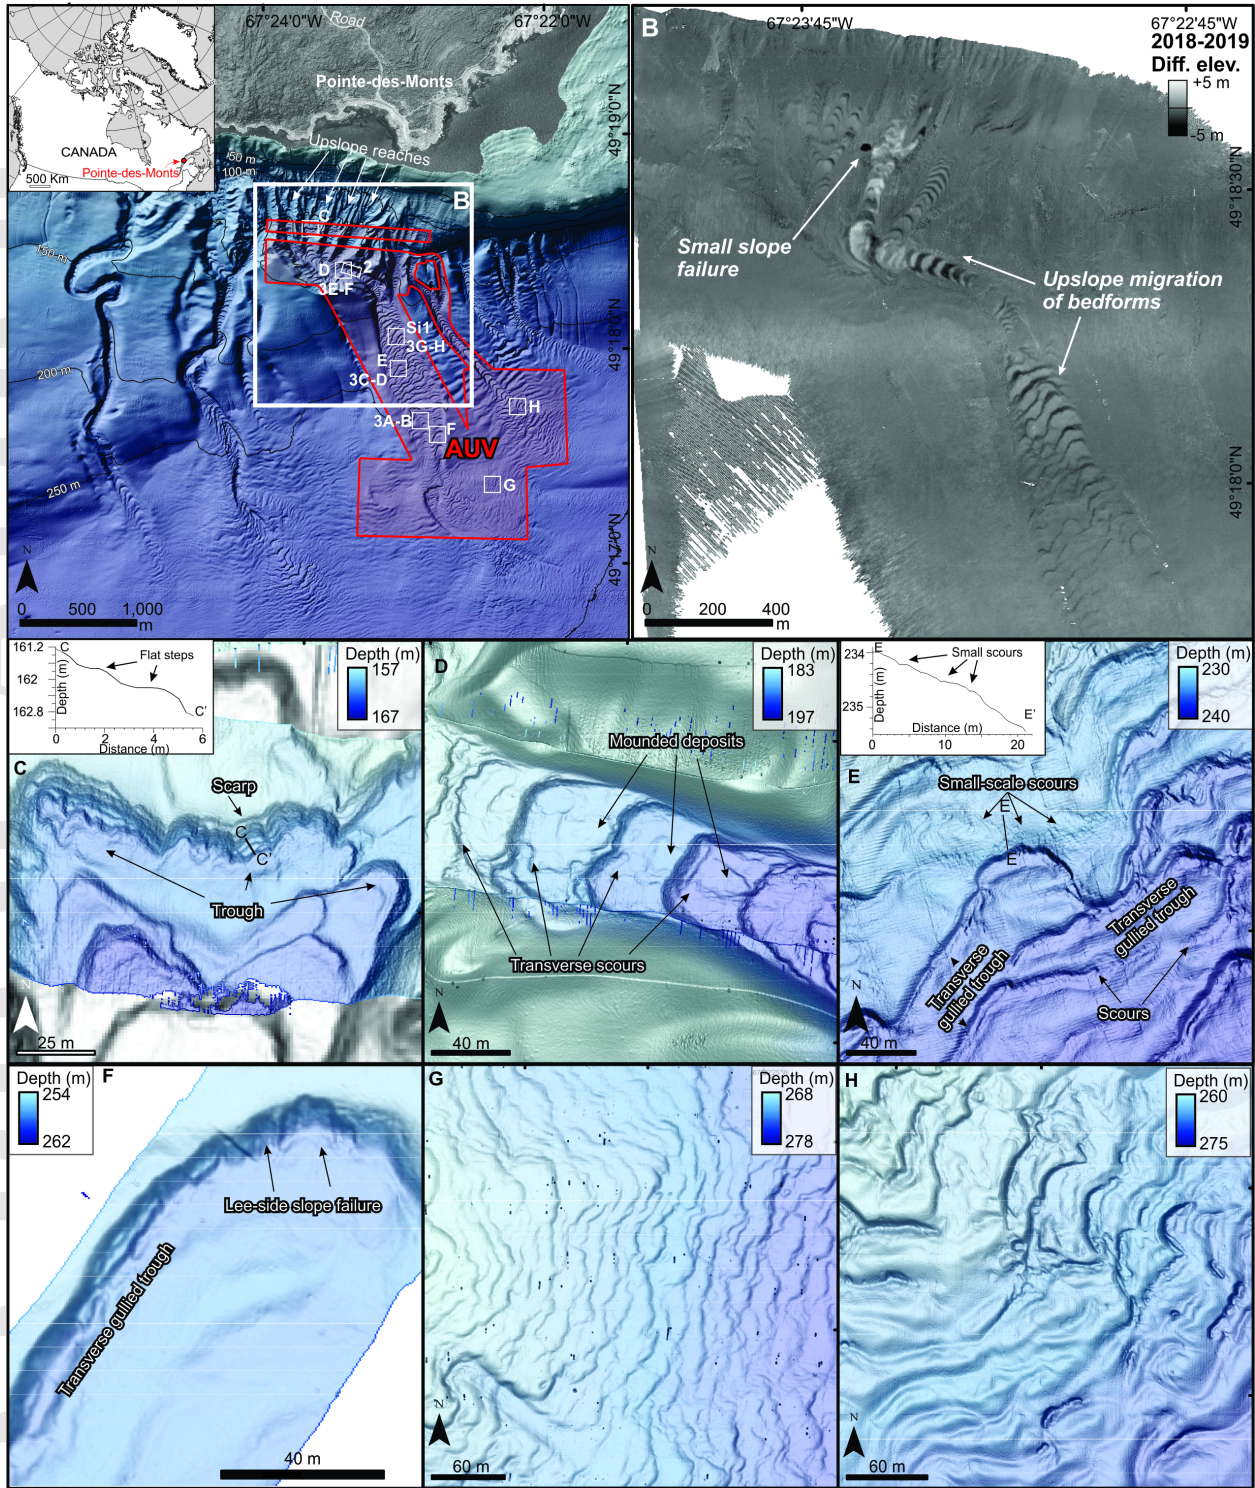 67°24'0"W
67°22'0"W
Road
Pointe-des-Monts
49°19'0"N
CANADA
Pointe-des-Monts
500 Km
Upslope reaches
50 m
100 m
B
C
150 m
D
2
3E-F
Si1
3G-H
49°18'0"N
E
3C-D
200 m
H
3A-B
F
AUV
250 m
G
49°17'0"N
N
0 500 1,000
m
B
67°23'45"W
67°22'45"W
2018-2019
Diff. elev.
+5 m
-5 m
49°18'30"N
Small slope
failure
Upslope migration
of bedforms
49°18'0"N
N
0 200 400
m
161.2
162
162.8
Depth (m)
C
Flat steps
C'
0 2 4 6
Distance (m)
Depth (m)
157
167
C
Scarp
C
C'
Trough
N
25 m
D
Depth (m)
183
197
Mounded deposits
Transverse scours
N
40 m
234
235
Depth (m)
E
Small scours
E'
Distance (m)
0 10 20
Depth (m)
230
240
E
Small-scale scours
E
E'
Transverse
gullied trough
Transverse
gullied trough
Scours
N
40 m
Depth (m)
254
262
F
Lee-side slope failure
Transverse gullied trough
40 m
G
Depth (m)
268
278
N
60 m
H
Depth (m)
260
275
N
60 m